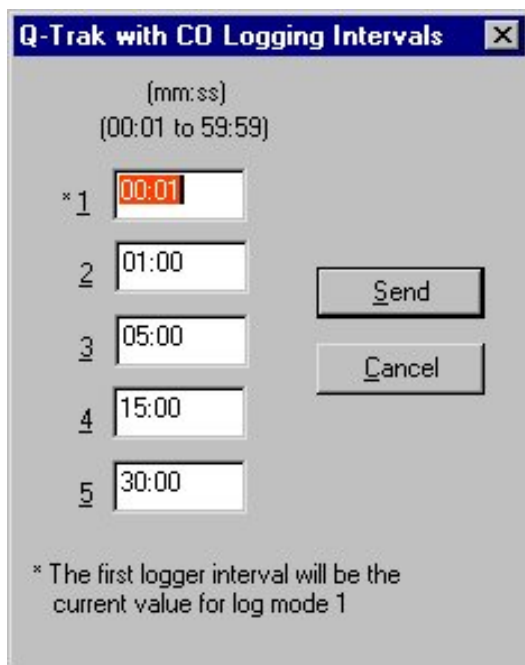 Q-Trak with CO Logging Intervals
(mm:ss)
(00:01 to 59:59)
* 1 00:01
2 01:00
Send
3 05:00
Cancel
4 15:00
5 30:00
* The first logger interval will be the
current value for log mode 1